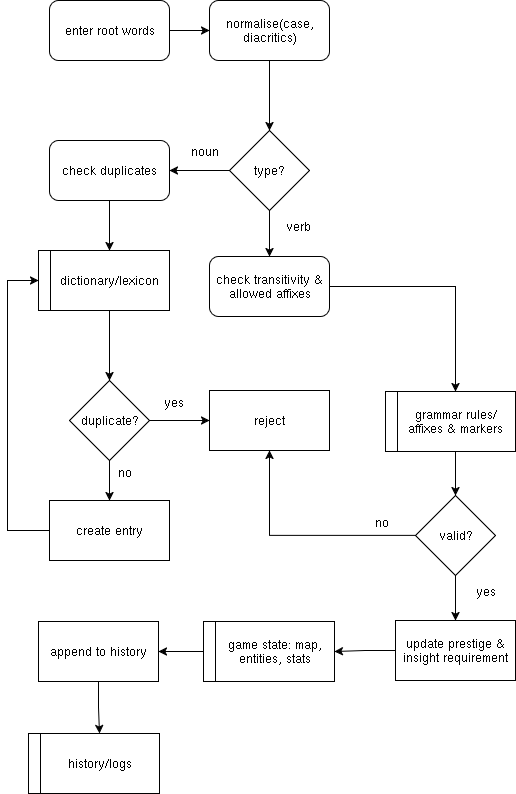 enter root words
normalise(case,
diacritics)
noun
type?
check duplicates
verb
check transitivity &
allowed affixes
dictionary/lexicon
duplicate?
yes
reject
grammar rules/
affixes & markers
no
create entry
no
valid?
yes
append to history
game state: map,
entities, stats
update prestige &
insight requirement
history/logs